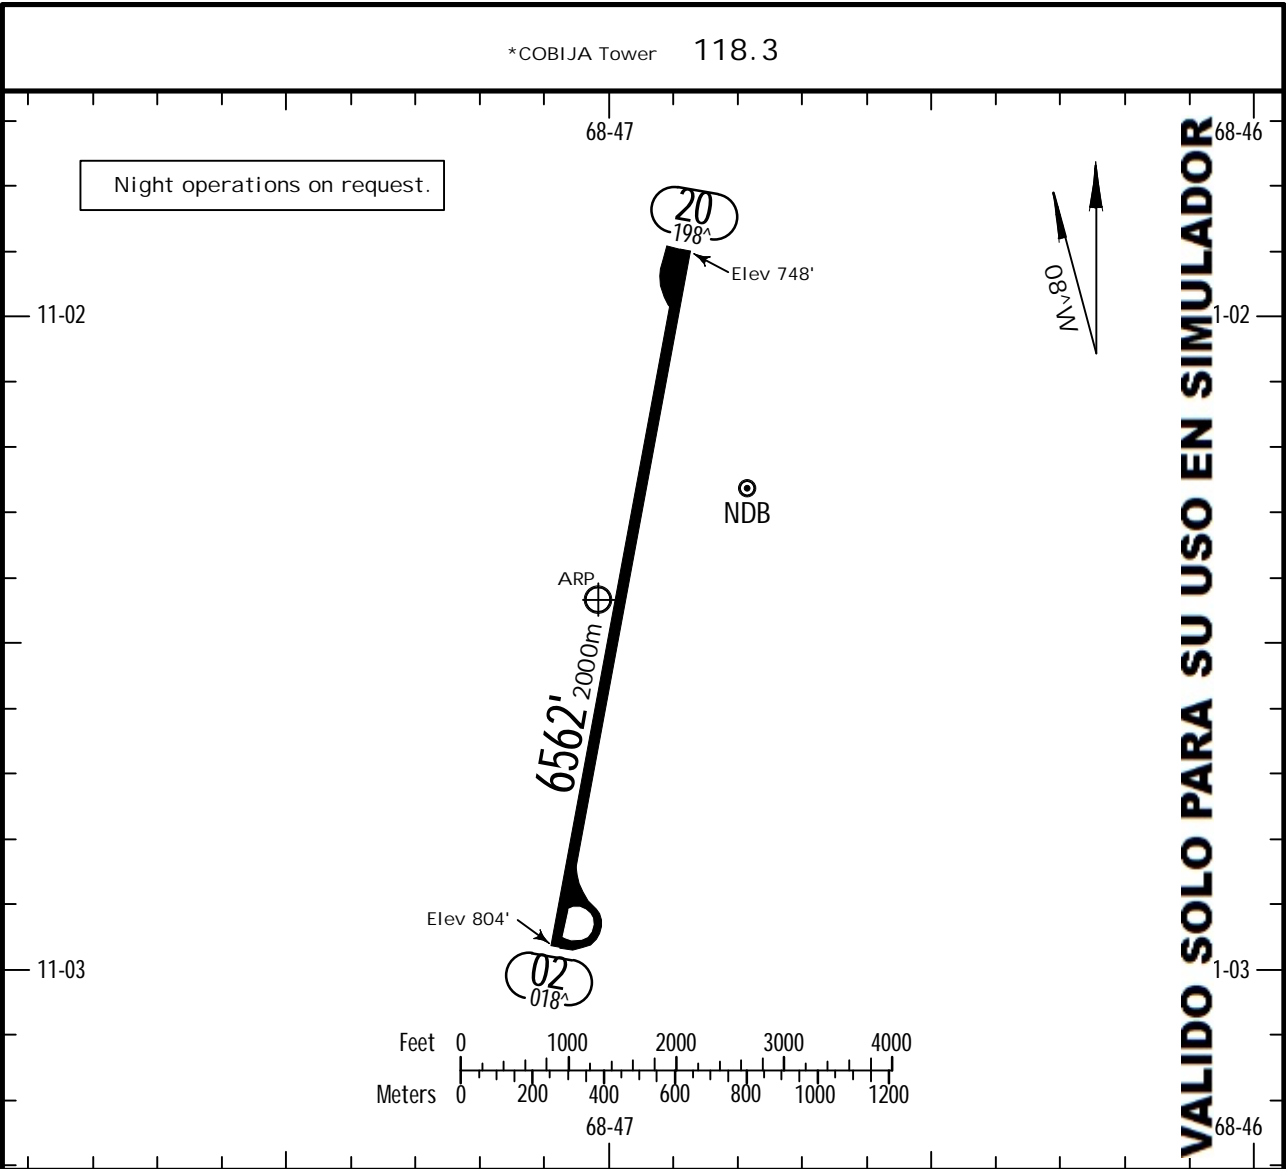 *COBIJA Tower 118.3
68-47
68-46
Night operations on request.
20
198^
Elev 748'
08^W
11-02
1-02
NDB
ARP
2000m
6562'
Elev 804'
11-03
1-03
02
018^
Feet 0 1000 2000 3000 4000
Meters 0 200 400 600 800 1000 1200
68-47
68-46
VALIDO SOLO PARA SU USO EN SIMULADOR